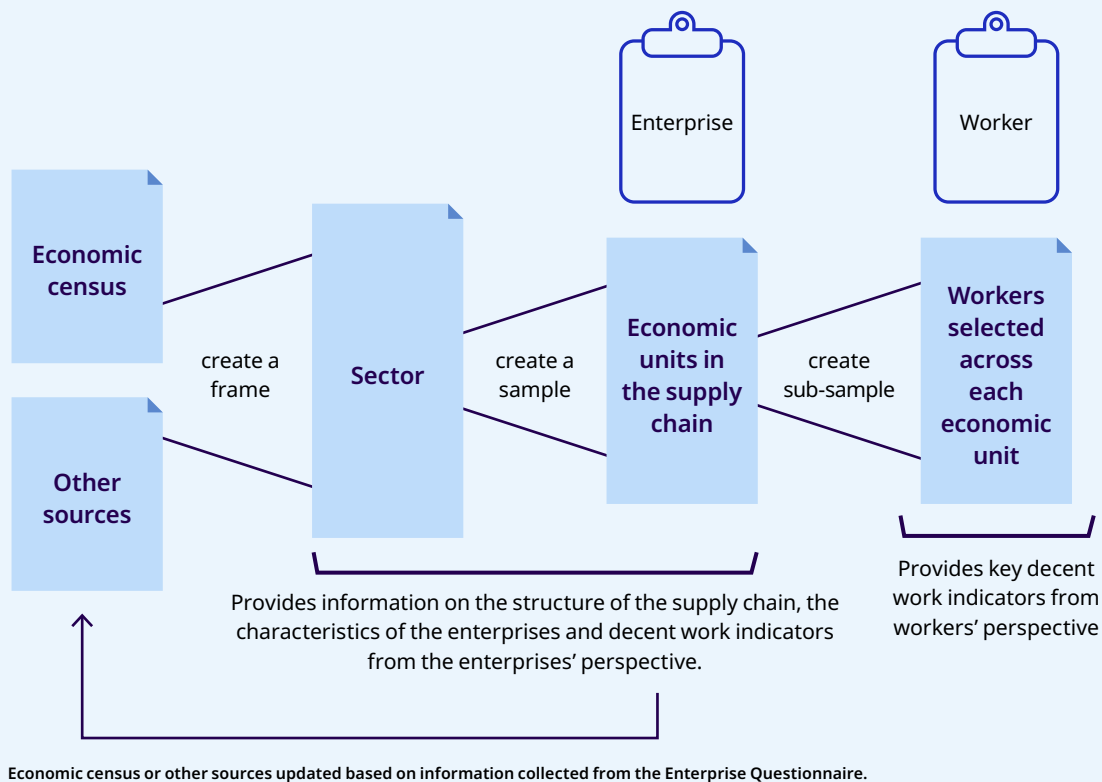 Enterprise
Worker
Economic
census
Other
sources
create a
frame
Sector
create a
sample
Economic
units in
the supply
chain
create
sub-sample
Workers
selected
across
each
economic
unit
Provides information on the structure of the supply chain, the
characteristics of the enterprises and decent work indicators
from the enterprises’ perspective.
Provides key decent
work indicators from
workers’ perspective
Economic census or other sources updated based on information collected from the Enterprise Questionnaire.